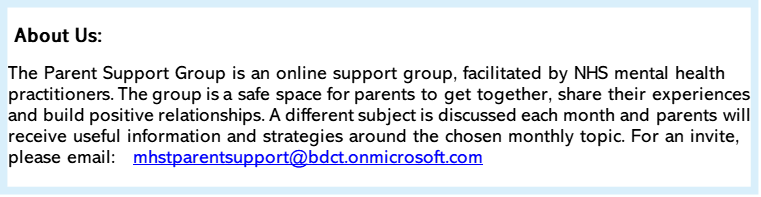 About Us:
The Parent Support Group is an online support group, facilitated by NHS mental health
practitioners. The group is a safe space for parents to get together, share their experiences
and build positive relationships. A different subject is discussed each month and parents will
receive useful information and strategies around the chosen monthly topic. For an invite,
please email: mhstparentsupport@bdct.onmicrosoft.com